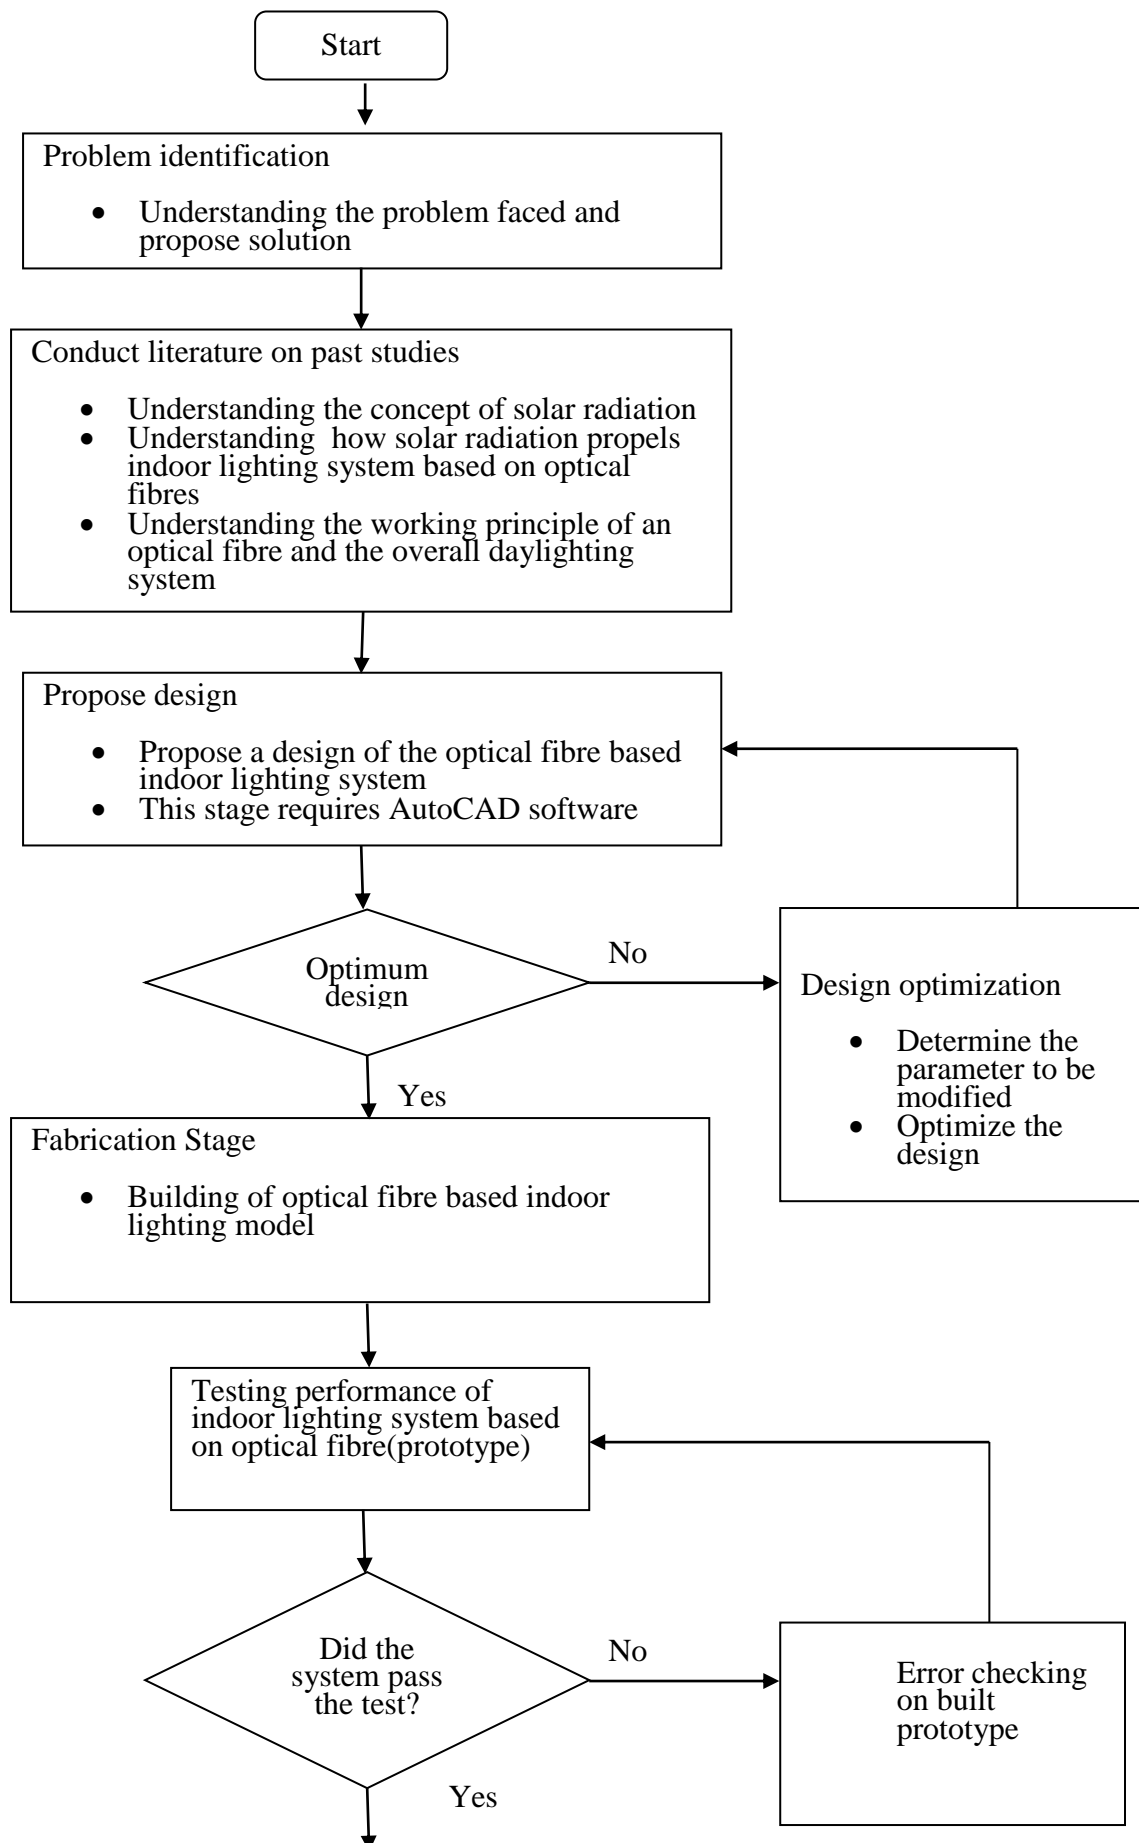 Start
Problem identification
• Understanding the problem faced and
propose solution
Conduct literature on past studies
• Understanding the concept of solar radiation
• Understanding  how solar radiation propels
indoor lighting system based on optical
fibres
• Understanding the working principle of an
optical fibre and the overall daylighting
system
Propose design
• Propose a design of the optical fibre based
indoor lighting system
• This stage requires AutoCAD software
Optimum
design
No
Design optimization
• Determine the
parameter to be
modified
• Optimize the
design
Yes
Fabrication Stage
• Building of optical fibre based indoor
lighting model
Testing performance of
indoor lighting system based
on optical fibre(prototype)
Did the
system pass
the test?
No
Error checking
on built
prototype
Yes